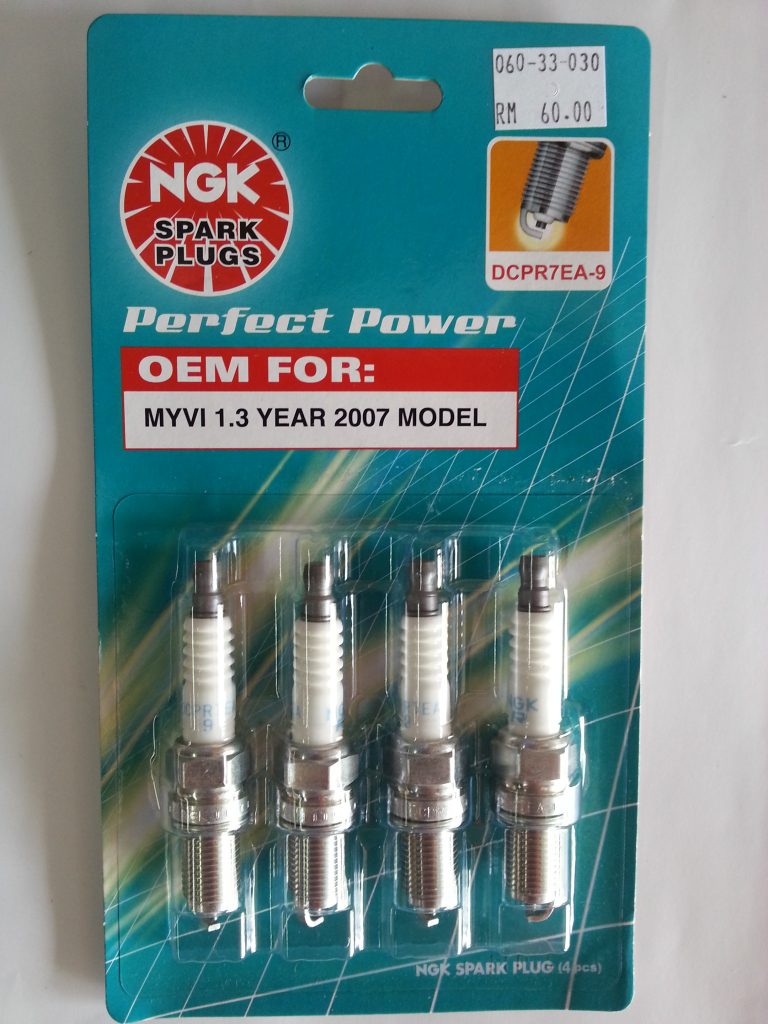 060-33-030
RM 60.00
NGK
®
SPARK
PLUGS
DCPR7EA-9
Perfect Power
OEM FOR:
MYVI 1.3 YEAR 2007 MODEL
NGK
NGK SPARK PLUG (4pcs)